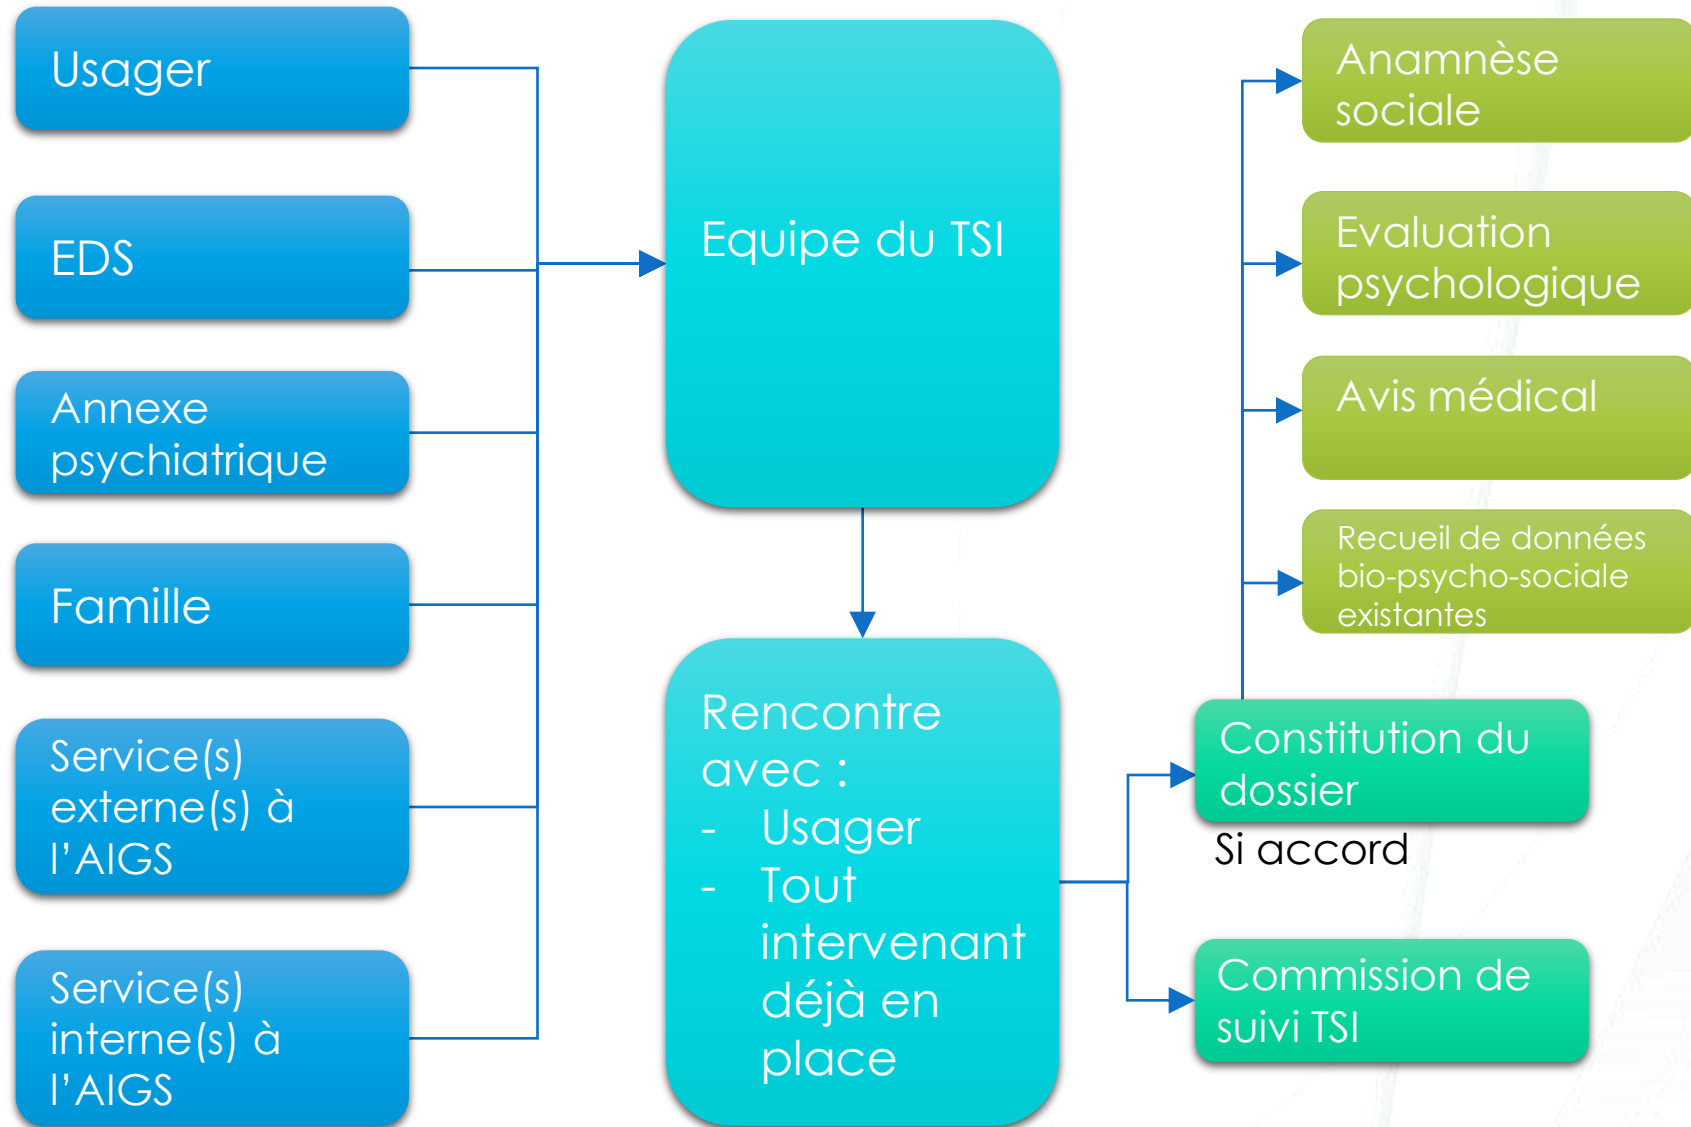 Usager
EDS
Annexe
psychiatrique
Famille
Service(s)
externe(s) à
l’AIGS
Service(s)
interne(s) à
l’AIGS
Equipe du TSI
Rencontre
avec :
- Usager
- Tout
intervenant
déjà en
place
Anamnèse
sociale
Evaluation
psychologique
Avis médical
Recueil de données
bio-psycho-sociale
existantes
Constitution du
dossier
Si accord
Commission de
suivi TSI